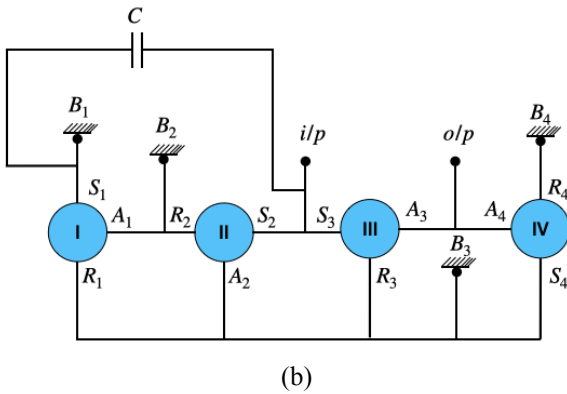 C
B₁ B₂ i/p o/p B₄
S₁ R₄
I A₁ R₂ II S₂ S₃ III A₃ A₄ IV
B₃
R₁ A₂ R₃ S₄
(b)